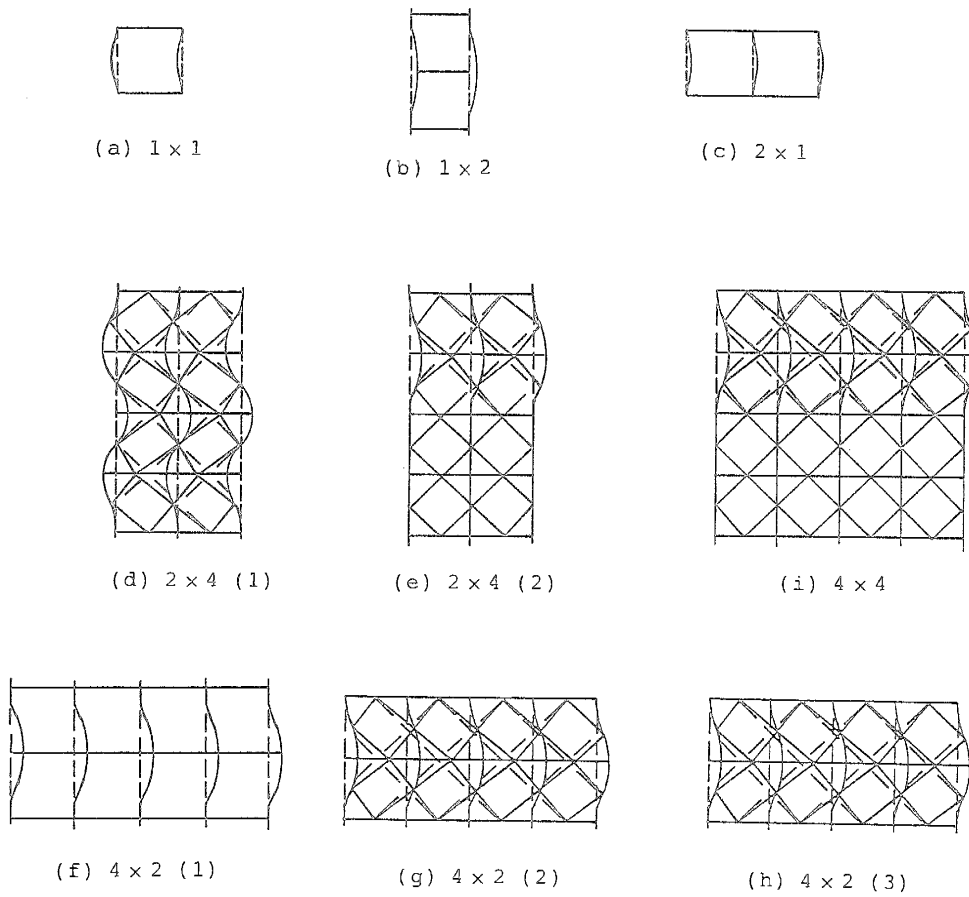 (a) 1 × 1
(b) 1 × 2
(c) 2 × 1
(d) 2 × 4 (1)
(e) 2 × 4 (2)
(i) 4 × 4
(f) 4 × 2 (1)
(g) 4 × 2 (2)
(h) 4 × 2 (3)